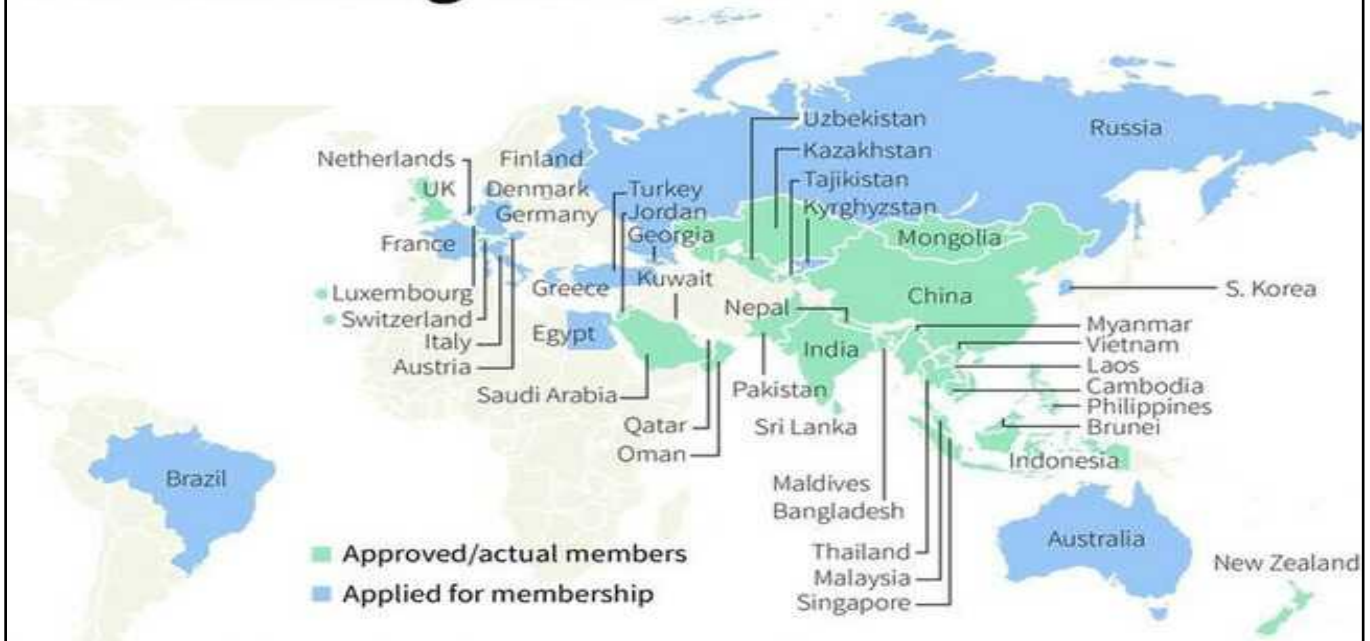 Uzbekistan
Russia
Kazakhstan
Netherlands
Finland
Tajikistan
UK
Denmark
Turkey
Kyrghyzstan
Germany
Jordan
France
Georgia
Mongolia
Kuwait
Greece
Luxembourg
Nepal
China
S. Korea
Switzerland
Egypt
India
Myanmar
Italy
Vietnam
Austria
Laos
Saudi Arabia
Pakistan
Cambodia
Philippines
Qatar
Sri Lanka
Brunei
Oman
Indonesia
Brazil
Maldives
Bangladesh
Australia
Approved/actual members
Thailand
New Zealand
Malaysia
Applied for membership
Singapore